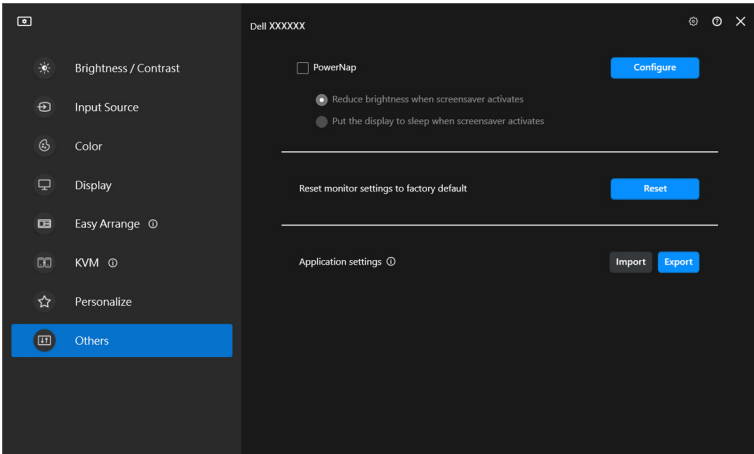 Dell XXXXXX
Brightness / Contrast
Input Source
Color
Display
Easy Arrange
KVM
Personalize
Others
PowerNap
Configure
Reduce brightness when screensaver activates
Put the display to sleep when screensaver activates
Reset monitor settings to factory default
Reset
Application settings
Import
Export